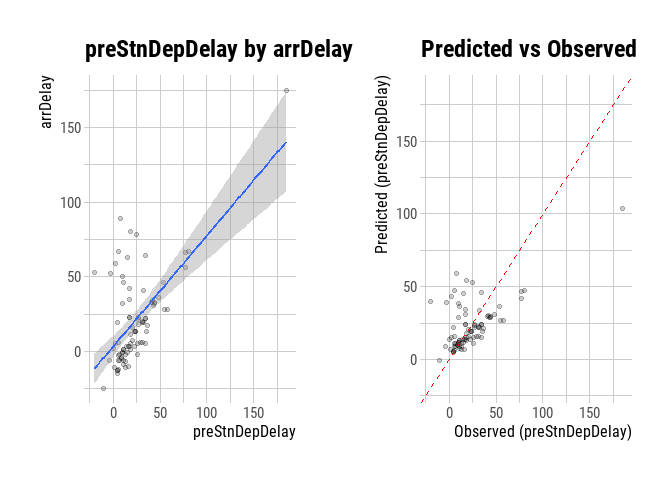 preStnDepDelay by arrDelay
arrDelay
150
100
50
0
0
50
100
150
preStnDepDelay
Predicted vs Observed
Predicted (preStnDepDelay)
150
100
50
0
0
50
100
150
Observed (preStnDepDelay)